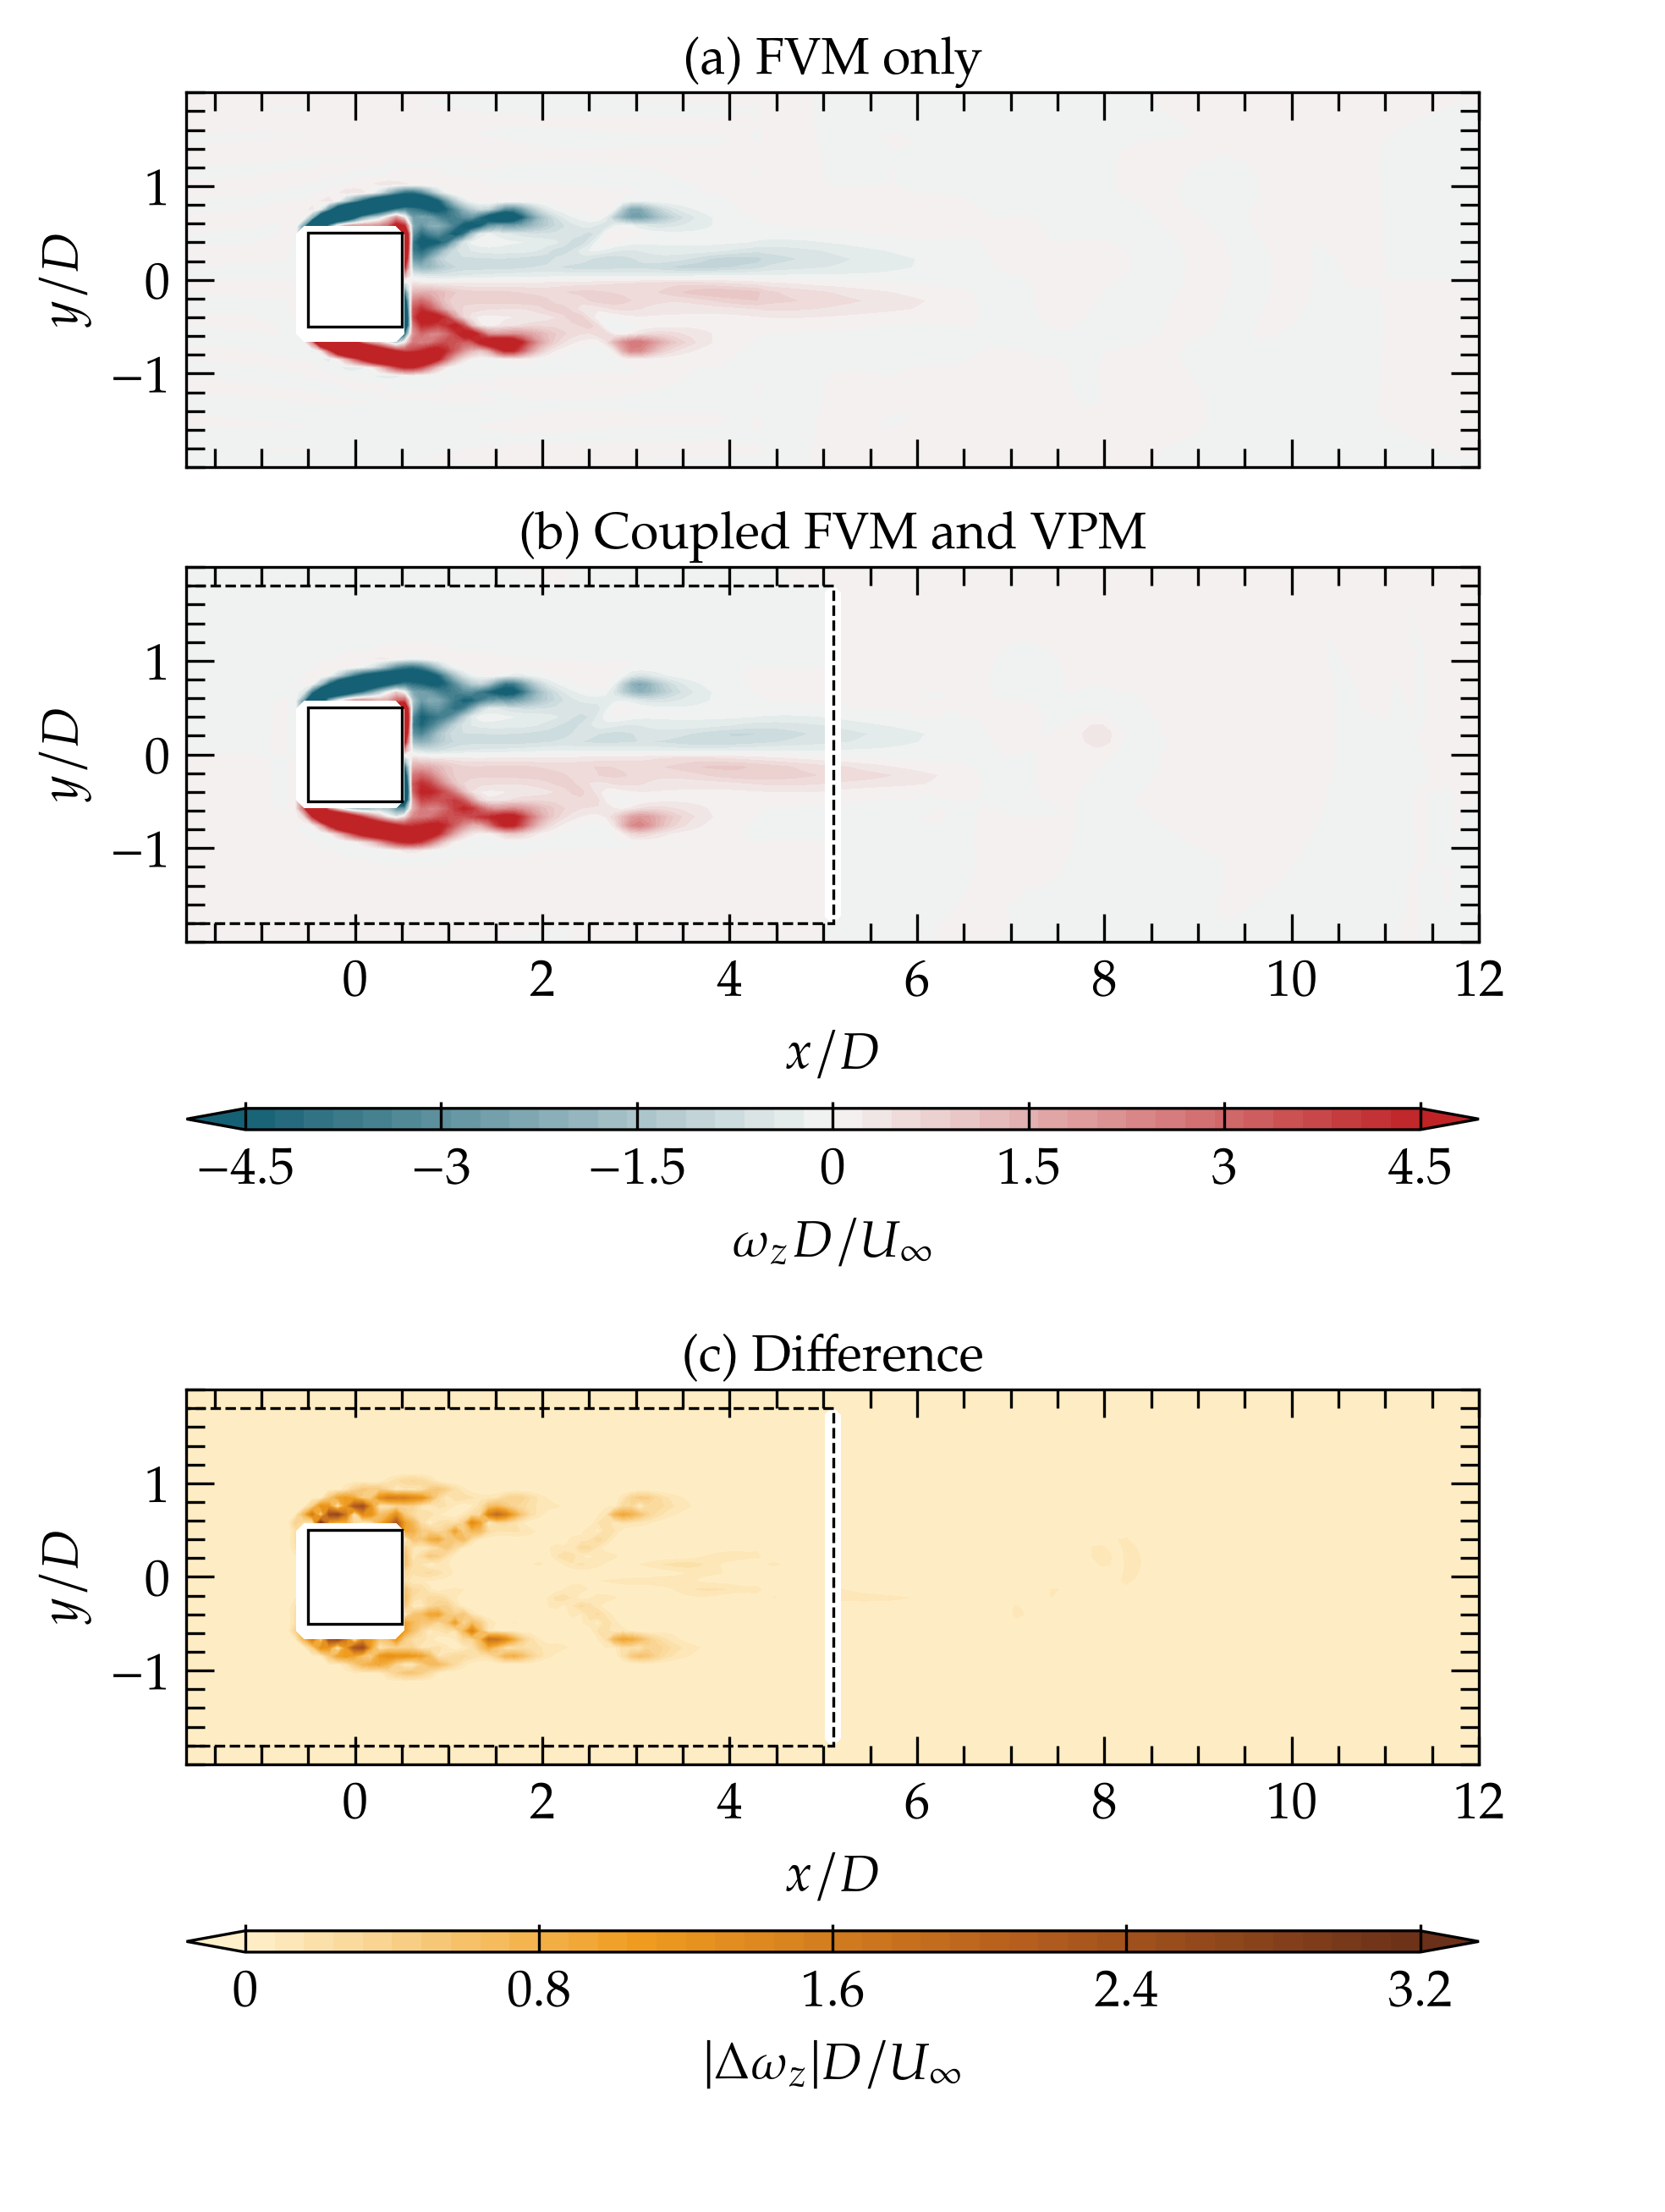 (a) FVM only
1
0
−1
y/D
(b) Coupled FVM and VPM
1
0
−1
y/D
0 2 4 6 8 10 12
x/D
−4.5 −3 −1.5 0 1.5 3 4.5
ω_z D/U_∞
(c) Difference
1
0
−1
y/D
0 2 4 6 8 10 12
x/D
0 0.8 1.6 2.4 3.2
|Δω_z|D/U_∞